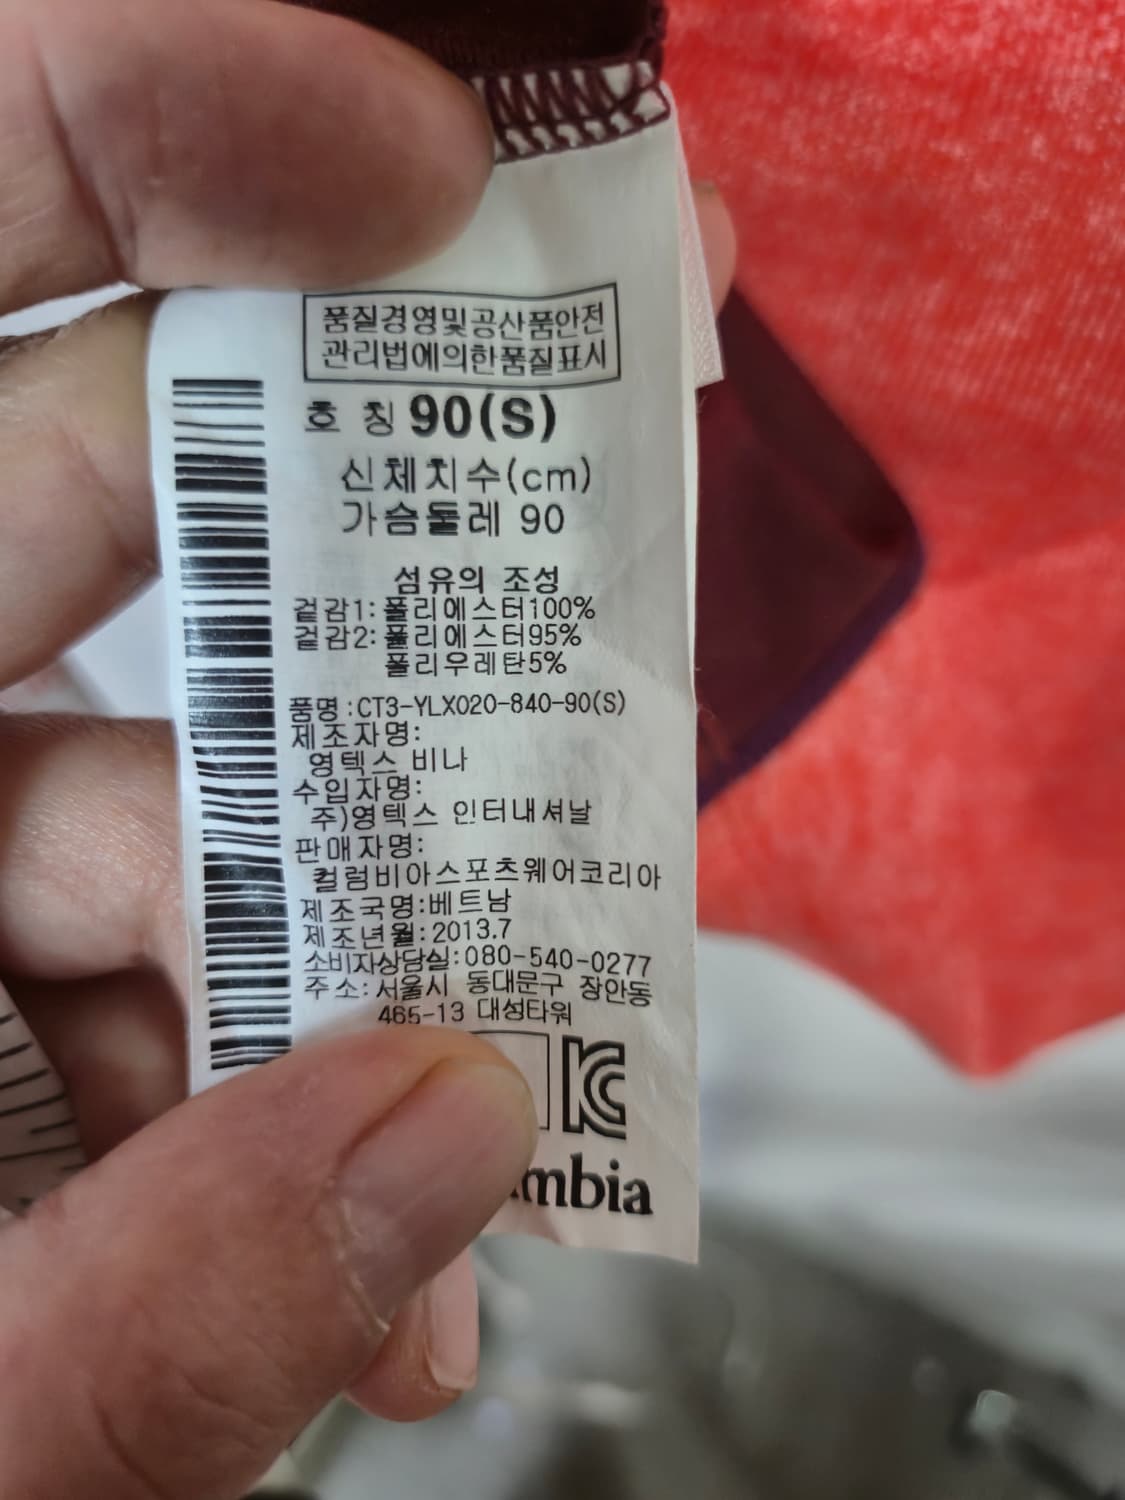 품질경영및공산품안전
관리법에의한품질표시
호 칭 90(S)
신체치수(cm)
가슴둘레 90
섬유의 조성
겉감1: 폴리에스터100%
겉감2: 폴리에스터95%
폴리우레탄5%
품명:CT3-YLX020-840-90(S)
제조자명:
영텍스 비나
수입자명:
주)영텍스 인터내셔날
판매자명:
컬럼비아스포츠웨어코리아
제조국명:베트남
제조년월:2013.7
소비자상담실:080-540-0277
주소:서울시 동대문구 장안동
465-13 대성타워
KC
mbia